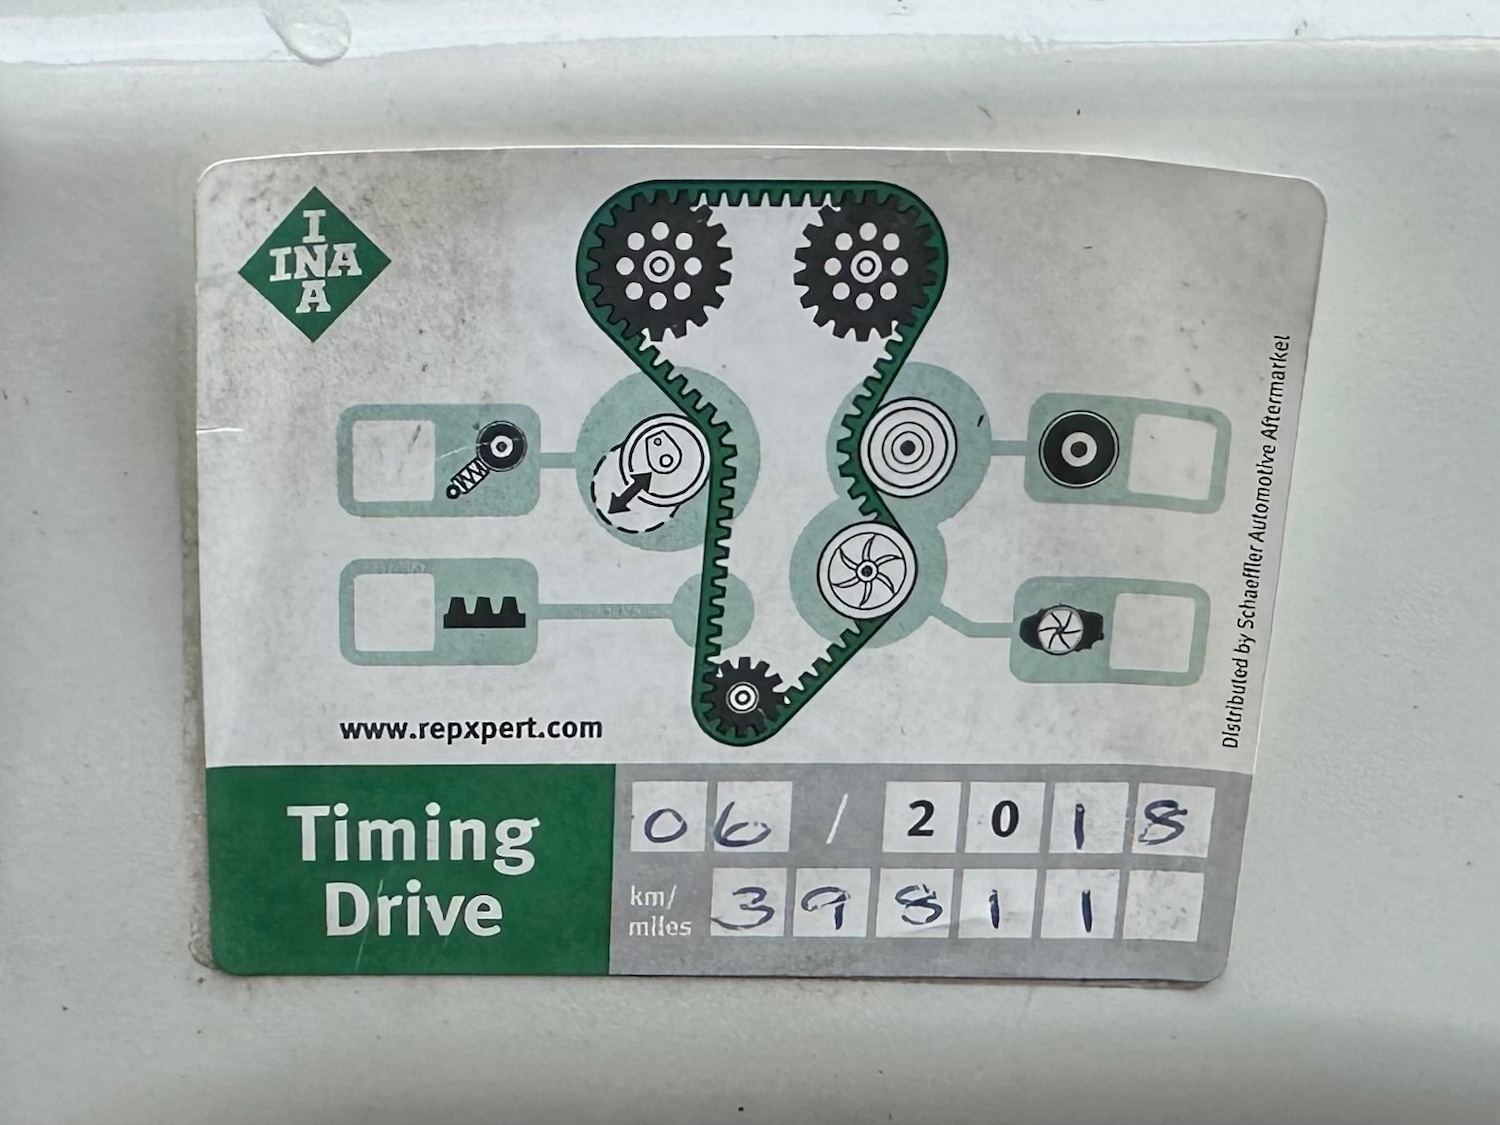 I
INA
A
www.repxpert.com
Distributed by Schaeffler Automotive Aftermarket
Timing
Drive
06 / 2018
km/
miles
39811